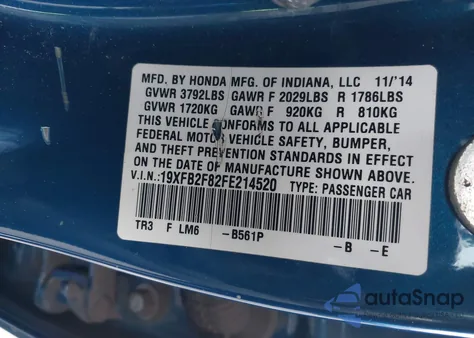 MFD. BY HONDA MFG. OF INDIANA, LLC 11/'14
GVWR 3792LBS GAWR F 2029LBS R 1786LBS
GVWR 1720KG GAWR F 920KG R 810KG
THIS VEHICLE CONFORMS TO ALL APPLICABLE
FEDERAL MOTOR VEHICLE SAFETY, BUMPER,
AND THEFT PREVENTION STANDARDS IN EFFECT
ON THE DATE OF MANUFACTURE SHOWN ABOVE.
V.I.N.: 19XFB2F82FE214520 TYPE: PASSENGER CAR
TR3 F LM6 -B561P -B -E
autoSnap